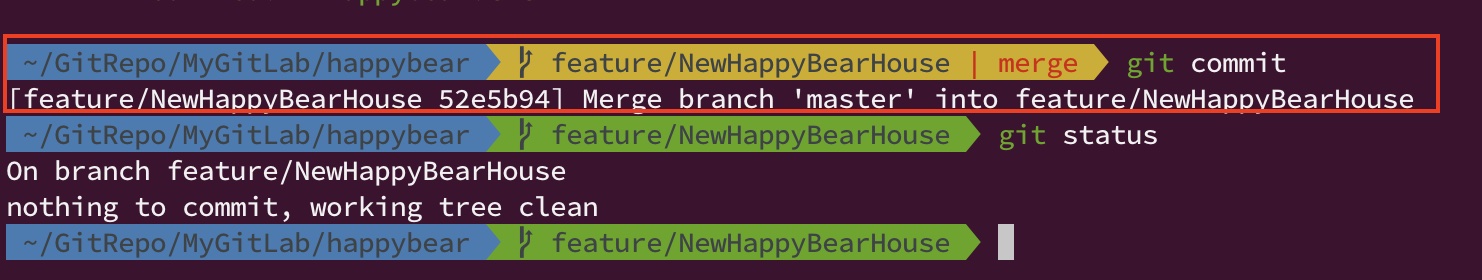 ~/GitRepo/MyGitLab/happybear feature/NewHappyBearHouse | merge git commit
[feature/NewHappyBearHouse 52e5b94] Merge branch 'master' into feature/NewHappyBearHouse
~/GitRepo/MyGitLab/happybear feature/NewHappyBearHouse git status
On branch feature/NewHappyBearHouse
nothing to commit, working tree clean
~/GitRepo/MyGitLab/happybear feature/NewHappyBearHouse